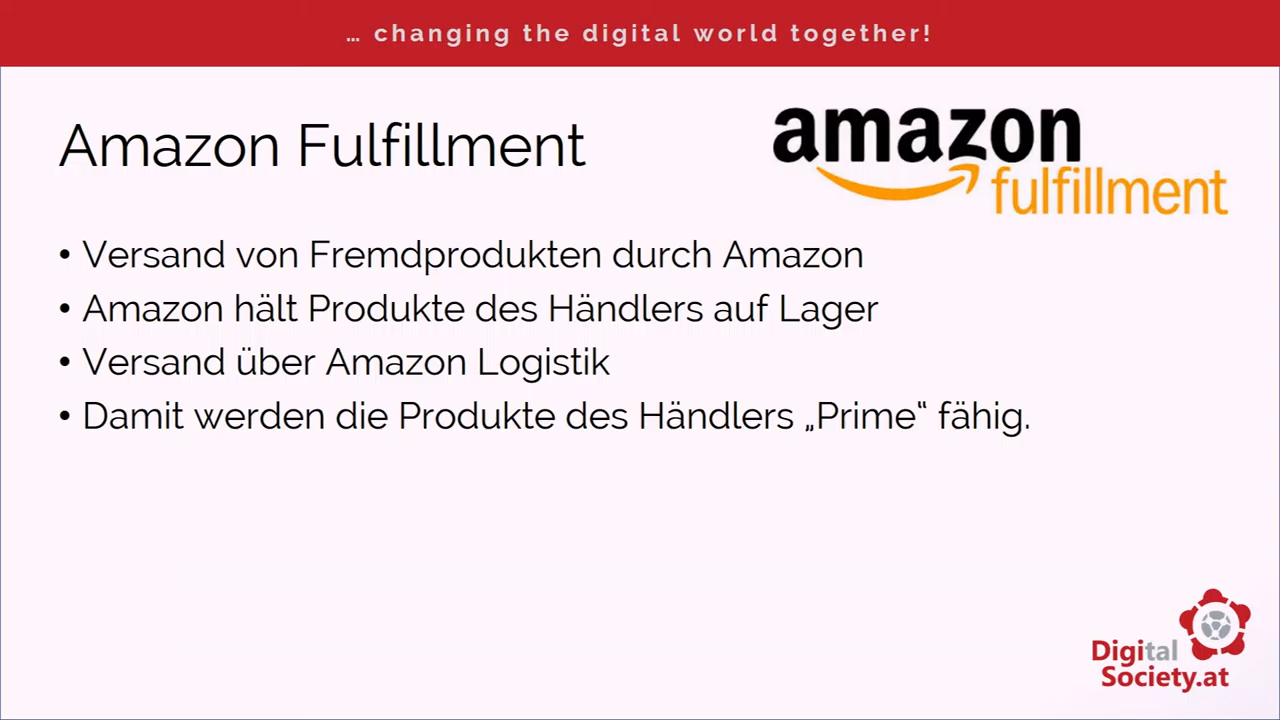 … changing the digital world together!
Amazon Fulfillment
amazon
fulfillment
• Versand von Fremdprodukten durch Amazon
• Amazon hält Produkte des Händlers auf Lager
• Versand über Amazon Logistik
• Damit werden die Produkte des Händlers „Prime“ fähig.
Digital
Society.at